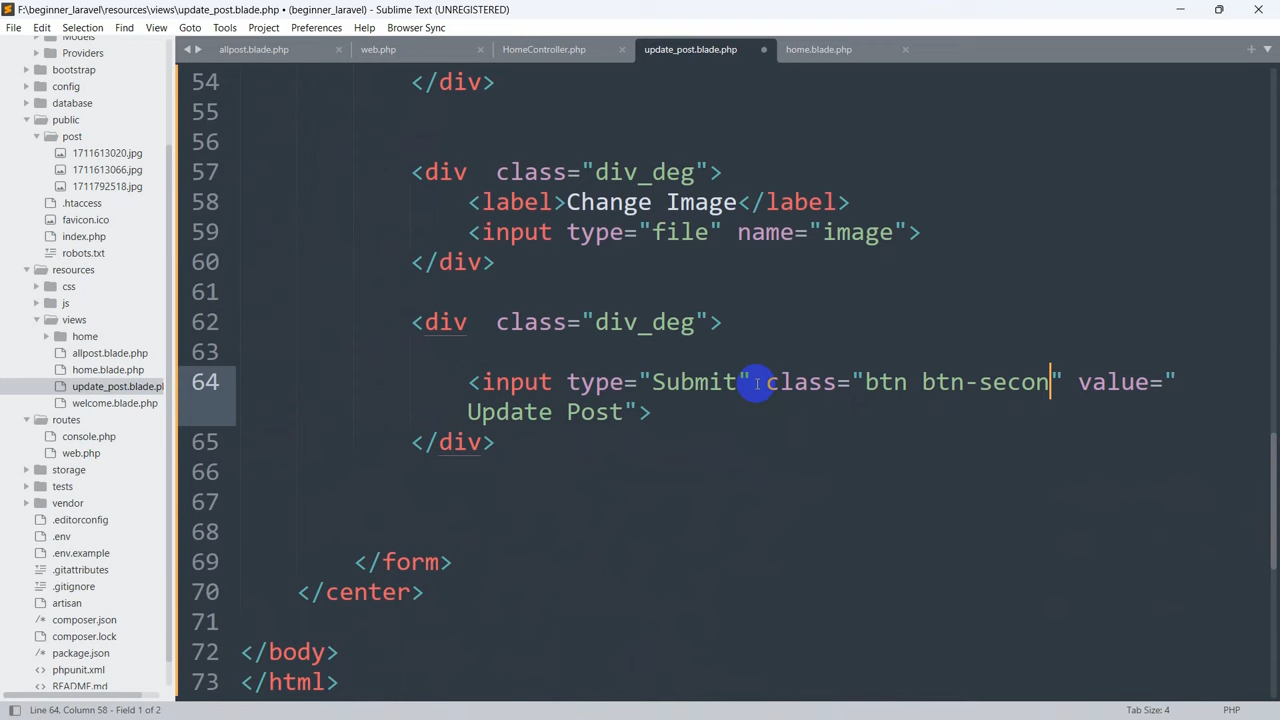 F:\beginner_laravel\resources\views\update_post.blade.php • (beginner_laravel) - Sublime Text (UNREGISTERED)
File Edit Selection Find View Goto Tools Project Preferences Help Browser Sync
Models
Providers
bootstrap
config
database
public
post
1711613020.jpg
1711613066.jpg
1711792518.jpg
.htaccess
favicon.ico
index.php
robots.txt
resources
css
js
views
home
allpost.blade.php
home.blade.php
update_post.blade.pl
welcome.blade.php
routes
console.php
web.php
storage
tests
vendor
.editorconfig
.env
.env.example
.gitattributes
.gitignore
artisan
composer.json
composer.lock
package.json
phpunit.xml
README.md
allpost.blade.php web.php HomeController.php update_post.blade.php home.blade.php
54 </div>
55
56
57 <div  class="div_deg">
58 <label>Change Image</label>
59 <input type="file" name="image">
60 </div>
61
62 <div  class="div_deg">
63
64 <input type="Submit" class="btn btn-secon" value="
Update Post">
65 </div>
66
67
68
69 </form>
70 </center>
71
72 </body>
73 </html>
Line 64, Column 58 - Field 1 of 2 Tab Size: 4 PHP